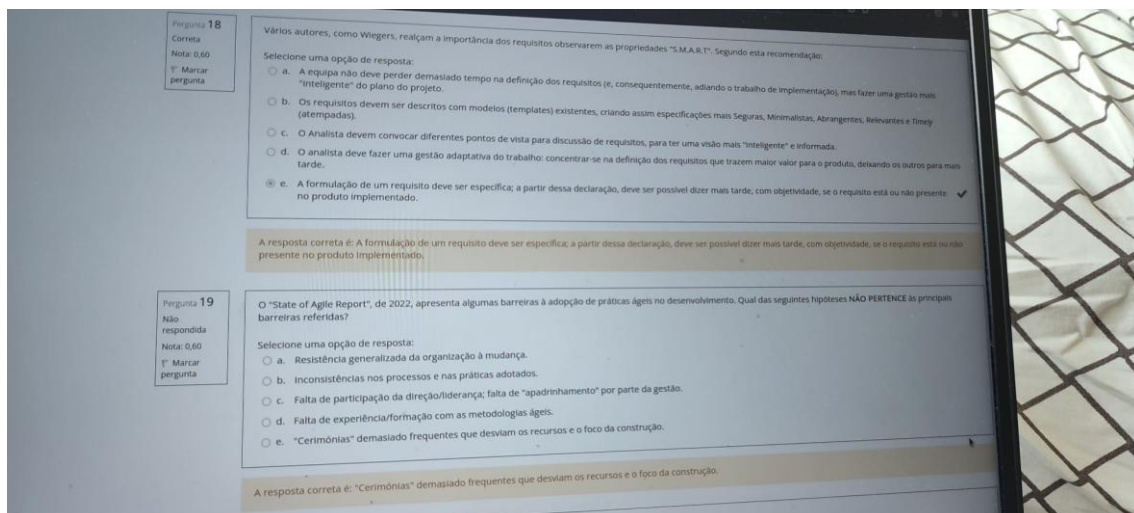 Pergunta 18
Correta
Nota: 0,60
Marcar
pergunta
Vários autores, como Wiegers, realçam a importância dos requisitos observarem as propriedades "S.M.A.R.T". Segundo esta recomendação:
Selecione uma opção de resposta:
a. A equipa não deve perder demasiado tempo na definição dos requisitos (e, consequentemente, adiando o trabalho de implementação), mas fazer uma gestão mais
"inteligente" do plano do projeto.
b. Os requisitos devem ser descritos com modelos (templates) existentes, criando assim especificações mais Seguras, Minimalistas, Abrangentes, Relevantes e Timely
(atempadas).
c. O Analista devem convocar diferentes pontos de vista para discussão de requisitos, para ter uma visão mais "inteligente" e informada.
d. O analista deve fazer uma gestão adaptativa do trabalho: concentrar-se na definição dos requisitos que trazem maior valor para o produto, deixando os outros para mais
tarde.
e. A formulação de um requisito deve ser específica; a partir dessa declaração, deve ser possível dizer mais tarde, com objetividade, se o requisito está ou não presente
no produto implementado.
A resposta correta é: A formulação de um requisito deve ser específica; a partir dessa declaração, deve ser possível dizer mais tarde, com objetividade, se o requisito está ou não
presente no produto implementado.
Pergunta 19
Não
respondida
Nota: 0,60
Marcar
pergunta
O "State of Agile Report", de 2022, apresenta algumas barreiras à adopção de práticas ágeis no desenvolvimento. Qual das seguintes hipóteses NÃO PERTENCE às principais
barreiras referidas?
Selecione uma opção de resposta:
a. Resistência generalizada da organização à mudança.
b. Inconsistências nos processos e nas práticas adotados.
c. Falta de participação da direção/liderança; falta de "apadrinhamento" por parte da gestão.
d. Falta de experiência/formação com as metodologias ágeis.
e. "Cerimónias" demasiado frequentes que desviam os recursos e o foco da construção.
A resposta correta é: "Cerimónias" demasiado frequentes que desviam os recursos e o foco da construção.